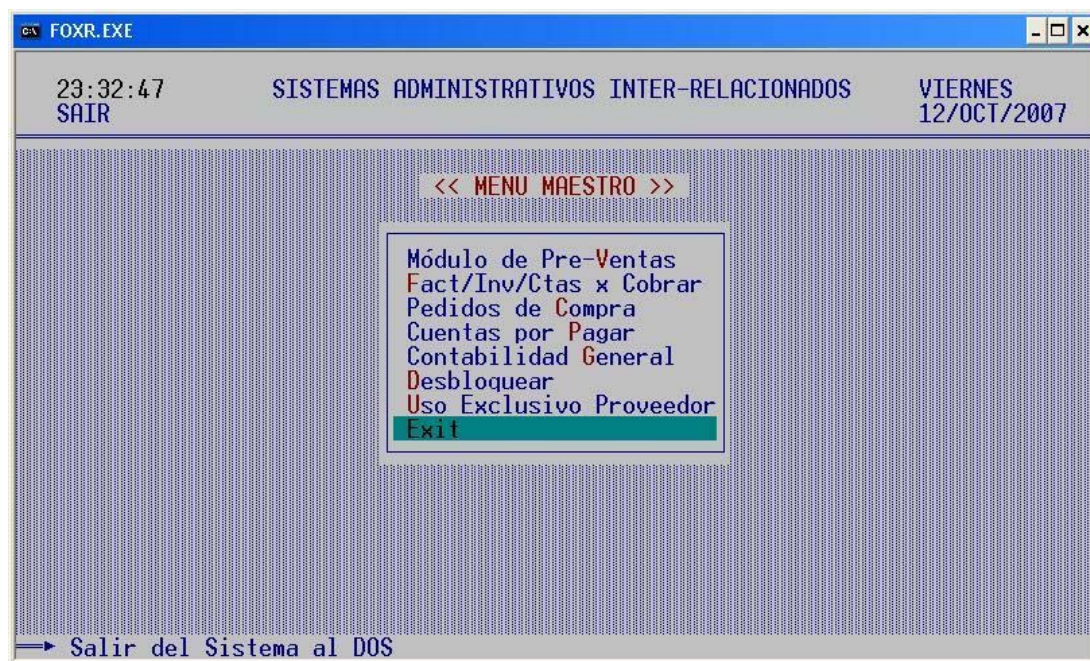 FOXR.EXE
23:32:47 SISTEMAS ADMINISTRATIVOS INTER-RELACIONADOS VIERNES
SAIR 12/OCT/2007
<< MENU MAESTRO >>
Módulo de Pre-Ventas
Fact/Inv/Ctas x Cobrar
Pedidos de Compra
Cuentas por Pagar
Contabilidad General
Desbloquear
Uso Exclusivo Proveedor
Exit
Salir del Sistema al DOS